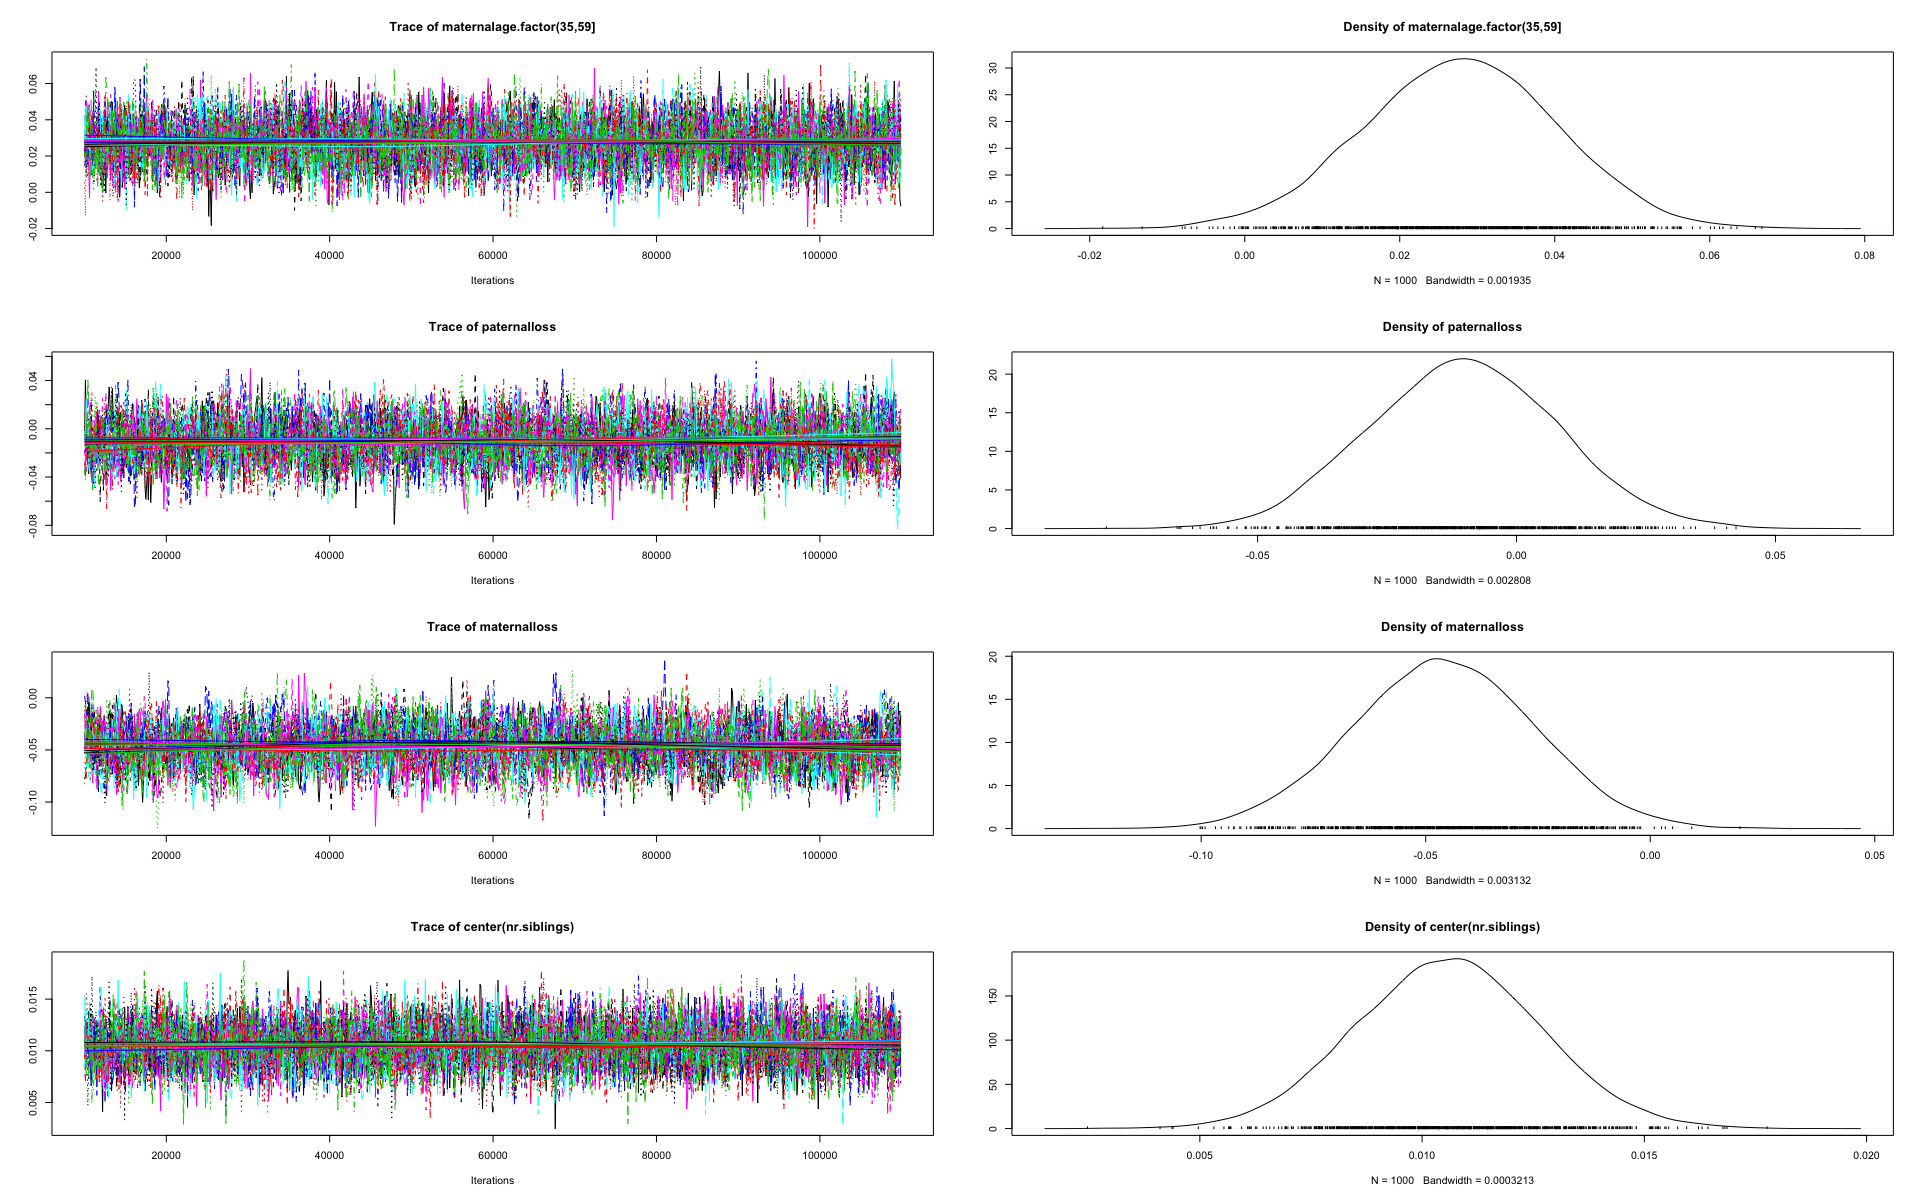 Trace of maternalage.factor(35,59]
Density of maternalage.factor(35,59]
0.06
0.04
0.02
0.00
-0.02
20000 40000 60000 80000 100000
Iterations
30
25
20
15
10
5
0
-0.02 0.00 0.02 0.04 0.06 0.08
N = 1000 Bandwidth = 0.001935
Trace of paternalloss
Density of paternalloss
0.04
0.00
-0.04
-0.08
20000 40000 60000 80000 100000
Iterations
20
15
10
5
0
-0.05 0.00 0.05
N = 1000 Bandwidth = 0.002808
Trace of maternalloss
Density of maternalloss
0.00
-0.05
-0.10
20000 40000 60000 80000 100000
Iterations
20
15
10
5
0
-0.10 -0.05 0.00 0.05
N = 1000 Bandwidth = 0.003132
Trace of center(nr.siblings)
Density of center(nr.siblings)
0.015
0.010
0.005
20000 40000 60000 80000 100000
Iterations
150
100
50
0
0.005 0.010 0.015 0.020
N = 1000 Bandwidth = 0.0003213